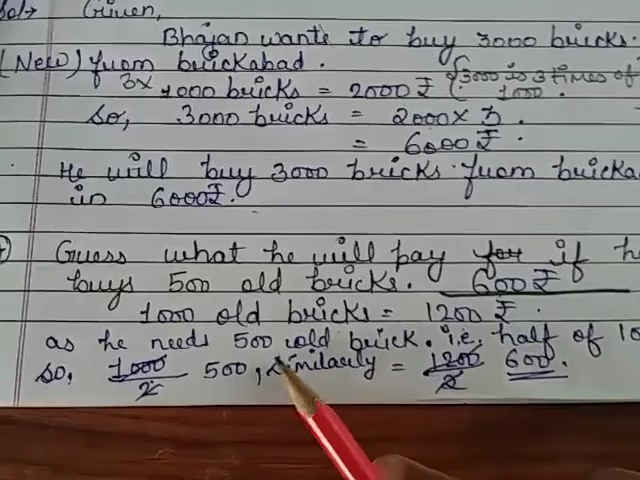 Sol→ Given,
Bhajan wants to buy 3000 bricks.
(New) from brickabad.
3x 1000 bricks = 2000 ₹ (3000 is 3 times of 1000.
So, 3000 bricks = 2000 x 3.
= 6000 ₹.
He will buy 3000 bricks from bricka
in 6000₹.
Guess what he will pay for if h
buys 500 old bricks. 600 ₹
1000 old bricks = 1200 ₹.
as he needs 500 old brick. i.e, half of 10
So, 1000/2 500, similarly = 1200/2 600.